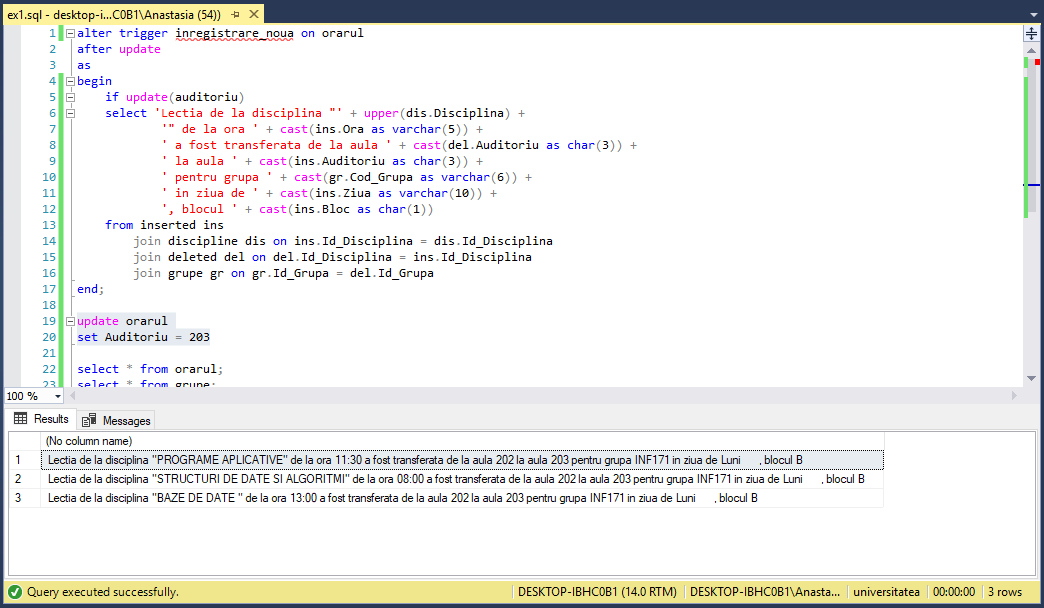 ex1.sql - desktop-i...C0B1\Anastasia (54))
1 alter trigger inregistrare_noua on orarul
2 after update
3 as
4 begin
5 if update(auditoriu)
6 select 'Lectia de la disciplina "' + upper(dis.Disciplina) +
7 '" de la ora ' + cast(ins.Ora as varchar(5)) +
8 ' a fost transferata de la aula ' + cast(del.Auditoriu as char(3)) +
9 ' la aula ' + cast(ins.Auditoriu as char(3)) +
10 ' pentru grupa ' + cast(gr.Cod_Grupa as varchar(6)) +
11 ' in ziua de ' + cast(ins.Ziua as varchar(10)) +
12 ', blocul ' + cast(ins.Bloc as char(1))
13 from inserted ins
14 join discipline dis on ins.Id_Disciplina = dis.Id_Disciplina
15 join deleted del on del.Id_Disciplina = ins.Id_Disciplina
16 join grupe gr on gr.Id_Grupa = del.Id_Grupa
17 end;
18
19 update orarul
20 set Auditoriu = 203
21
22 select * from orarul;
23 select * from grupe;
100 %
Results Messages
(No column name)
1 Lectia de la disciplina "PROGRAME APLICATIVE" de la ora 11:30 a fost transferata de la aula 202 la aula 203 pentru grupa INF171 in ziua de Luni , blocul B
2 Lectia de la disciplina "STRUCTURI DE DATE SI ALGORITMI" de la ora 08:00 a fost transferata de la aula 202 la aula 203 pentru grupa INF171 in ziua de Luni , blocul B
3 Lectia de la disciplina "BAZE DE DATE " de la ora 13:00 a fost transferata de la aula 202 la aula 203 pentru grupa INF171 in ziua de Luni , blocul B
Query executed successfully. DESKTOP-IBHC0B1 (14.0 RTM) DESKTOP-IBHC0B1\Anasta... universitatea 00:00:00 3 rows